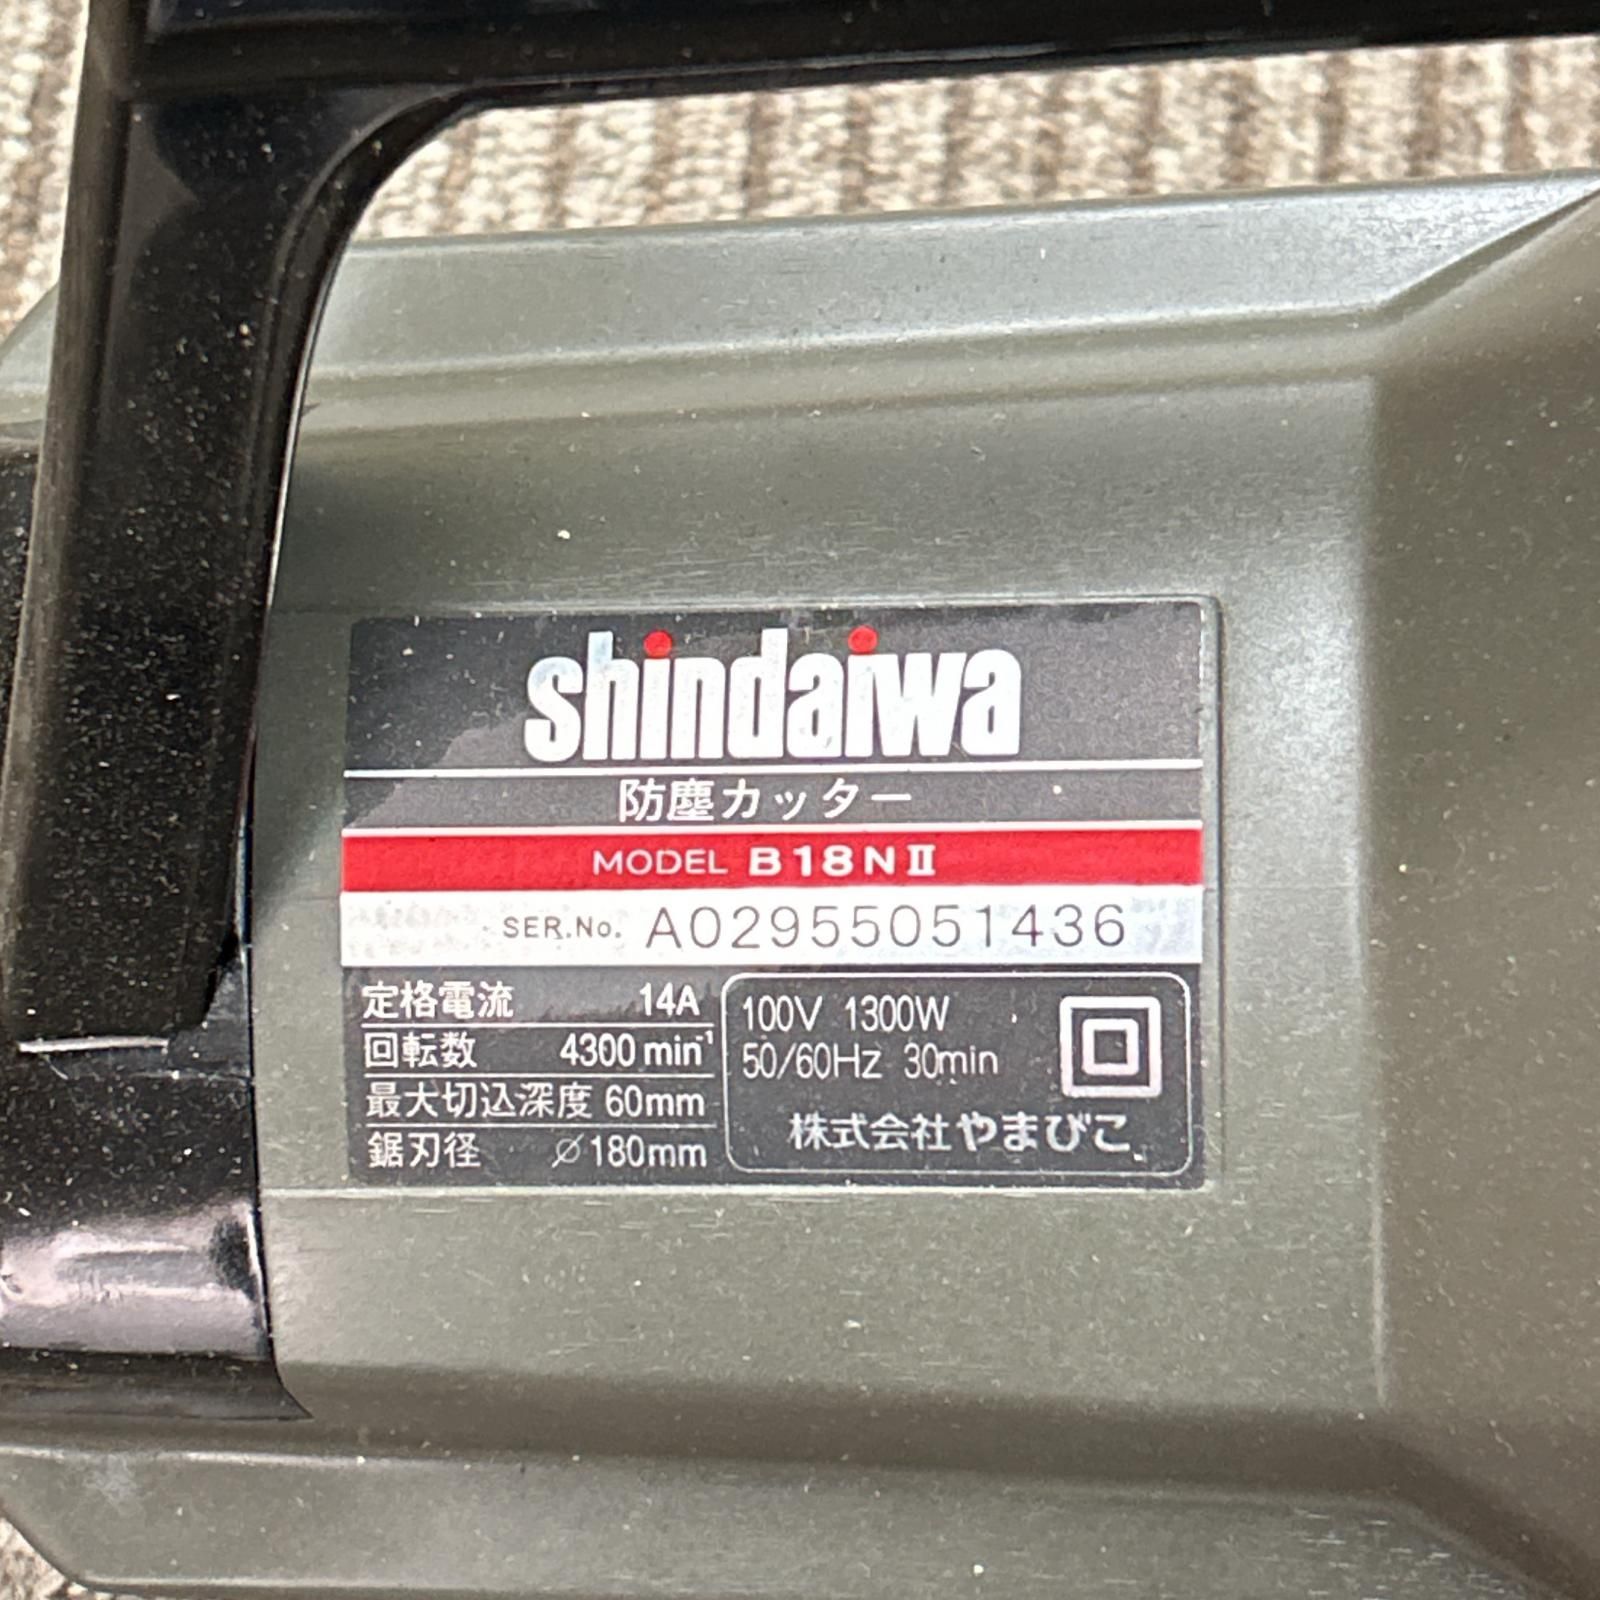 shindaiwa
防塵カッター
MODEL B18NⅡ
SER.No. A02955051436
定格電流 14A
回転数 4300 min⁻¹
最大切込深度 60mm
鋸刃径 ∅180mm
100V 1300W
50/60Hz 30min
株式会社やまびこ